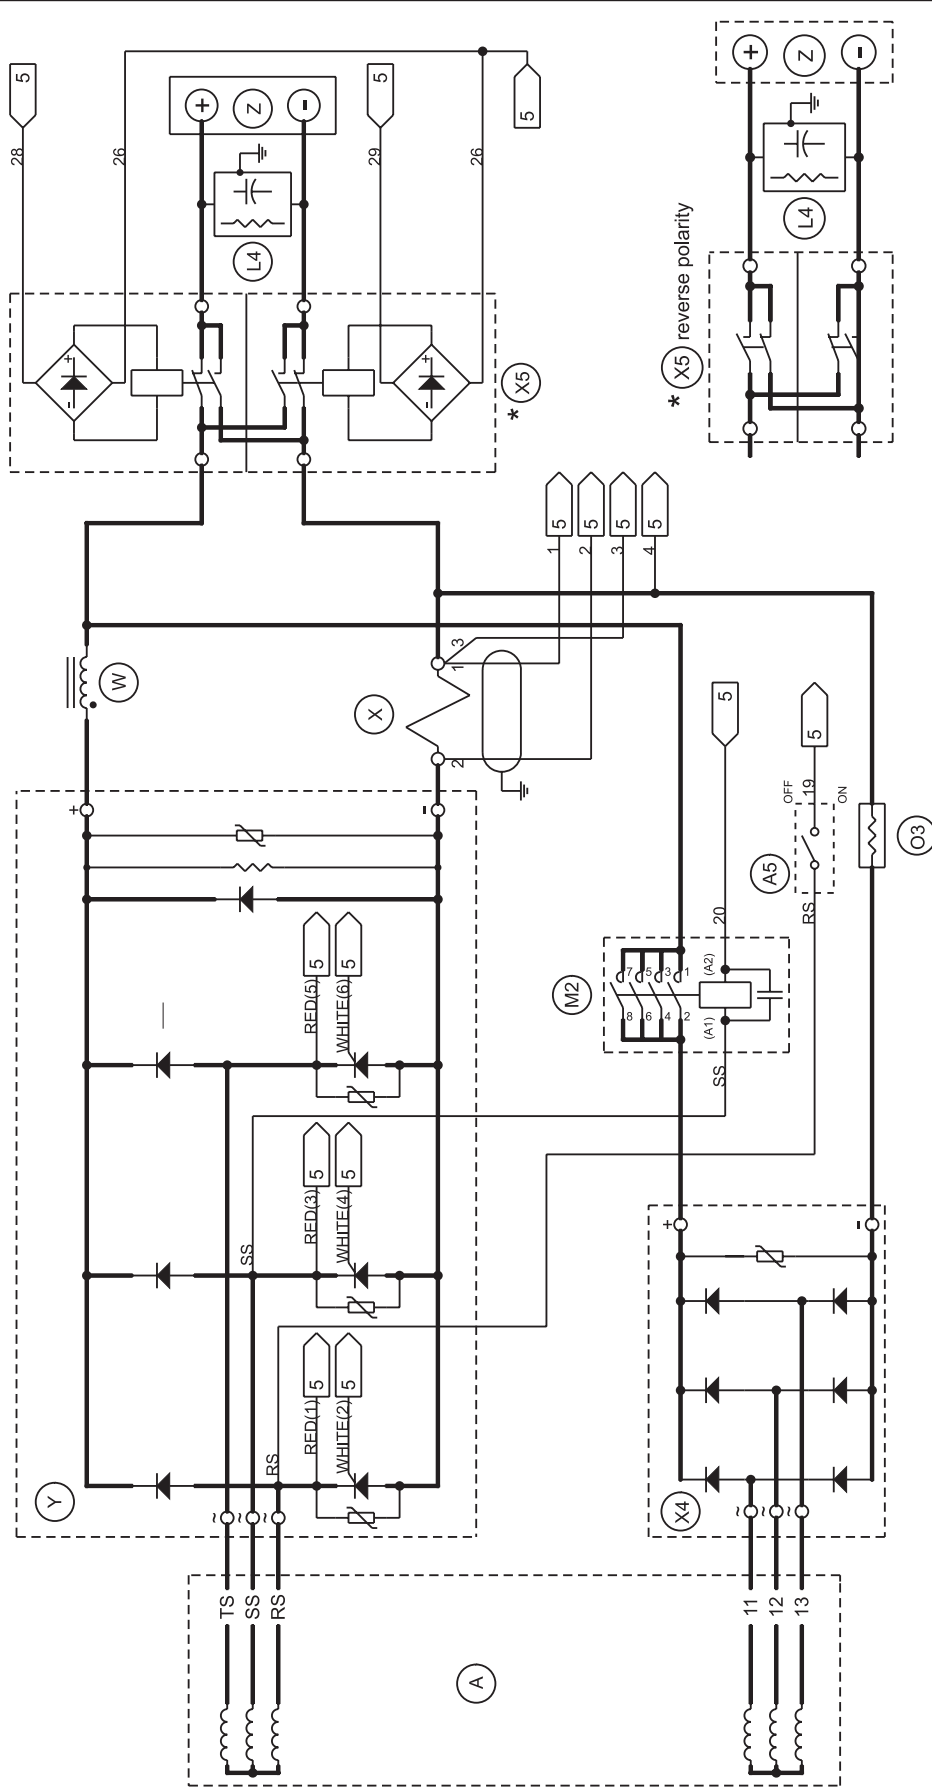 5
28
26
+
Z
-
L4
5
29
26
5
+
-
+
-
* X5
+
Z
-
L4
* X5 reverse polarity
1
5
2
5
3
5
4
5
W
X
3
1
2
5
5
OFF
19
ON
A5
RS
O3
+
-
RED(5)
5
WHITE(6)
5
20
M2
7
5
3
1
(A2)
8
6
4
2
(A1)
SS
SS
RED(3)
5
WHITE(4)
5
RS
RED(1)
5
WHITE(2)
5
Y
~
~
~
+
-
X4
~
~
~
TS
SS
RS
11
12
13
A